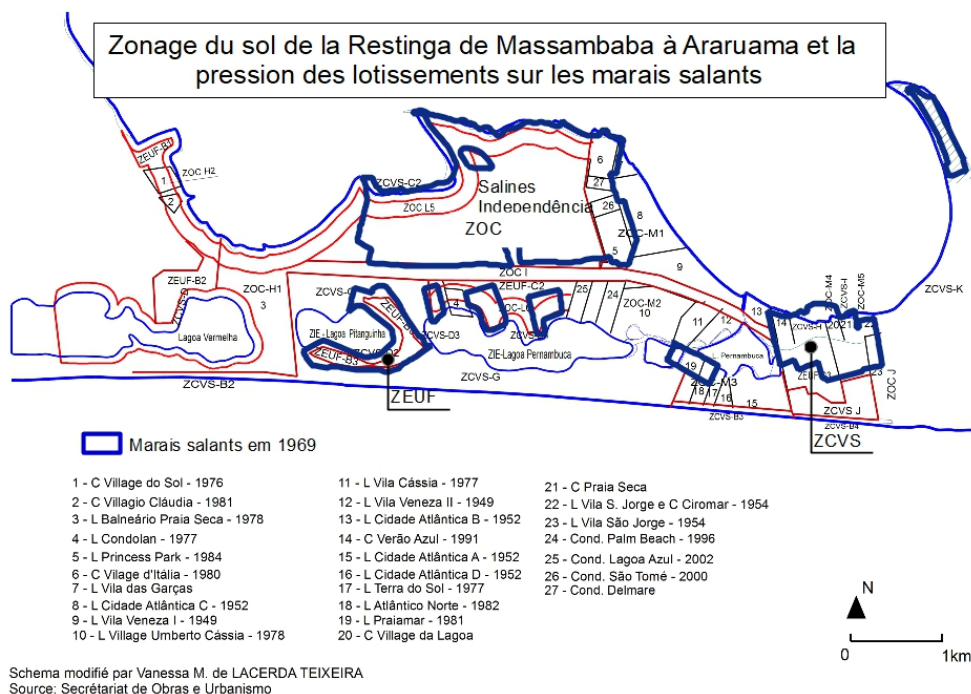 Zonage du sol de la Restinga de Massambaba à Araruama et la
pression des lotissements sur les marais salants
ZEUF-B1
ZOC H2
1
2
ZCVS-C2
ZOC L5
Salines
Independência
ZOC
6
27
26
8
ZOC-M1
5
9
ZOC I
ZEUF-B2
ZCVS-D
ZOC-H1
3
Lagoa Vermelha
ZCVS-B2
ZIE-Lagoa Pitanguinha
ZEUF-B3
ZEUF
ZEUF-C2
4
ZCVS-D3
25
24
ZOC-M2
10
ZIE-Lagoa Pernambuca
ZCVS-G
11
12
13
L. Pernambuca
19
18
17
16
15
ZCVS-B3
14
ZCVS-H
20
21
22
23
ZOC-M4
ZCVS-I
ZOC-M5
ZCVS-K
ZOC J
ZCVS J
ZCVS-B4
ZCVS
Marais salants em 1969
1 - C Village do Sol - 1976
2 - C Villagio Cláudia - 1981
3 - L Balneário Praia Seca - 1978
4 - L Condolan - 1977
5 - L Princess Park - 1984
6 - C Vilage d'Itália - 1980
7 - L Vila das Garças
8 - L Cidade Atlântica C - 1952
9 - L Vila Veneza I - 1949
10 - L Village Umberto Cássia - 1978
11 - L Vila Cássia - 1977
12 - L Vila Veneza II - 1949
13 - L Cidade Atlântica B - 1952
14 - C Verão Azul - 1991
15 - L Cidade Atlântica A - 1952
16 - L Cidade Atlântica D - 1952
17 - L Terra do Sol - 1977
18 - L Atlântico Norte - 1982
19 - L Praiamar - 1981
20 - C Village da Lagoa
21 - C Praia Seca
22 - L Vila S. Jorge e C Ciromar - 1954
23 - L Vila São Jorge - 1954
24 - Cond. Palm Beach - 1996
25 - Cond. Lagoa Azul - 2002
26 - Cond. São Tomé - 2000
27 - Cond. Delmare
N
0
1km
Schema modifié par Vanessa M. de LACERDA TEIXEIRA
Source: Secrétariat de Obras e Urbanismo